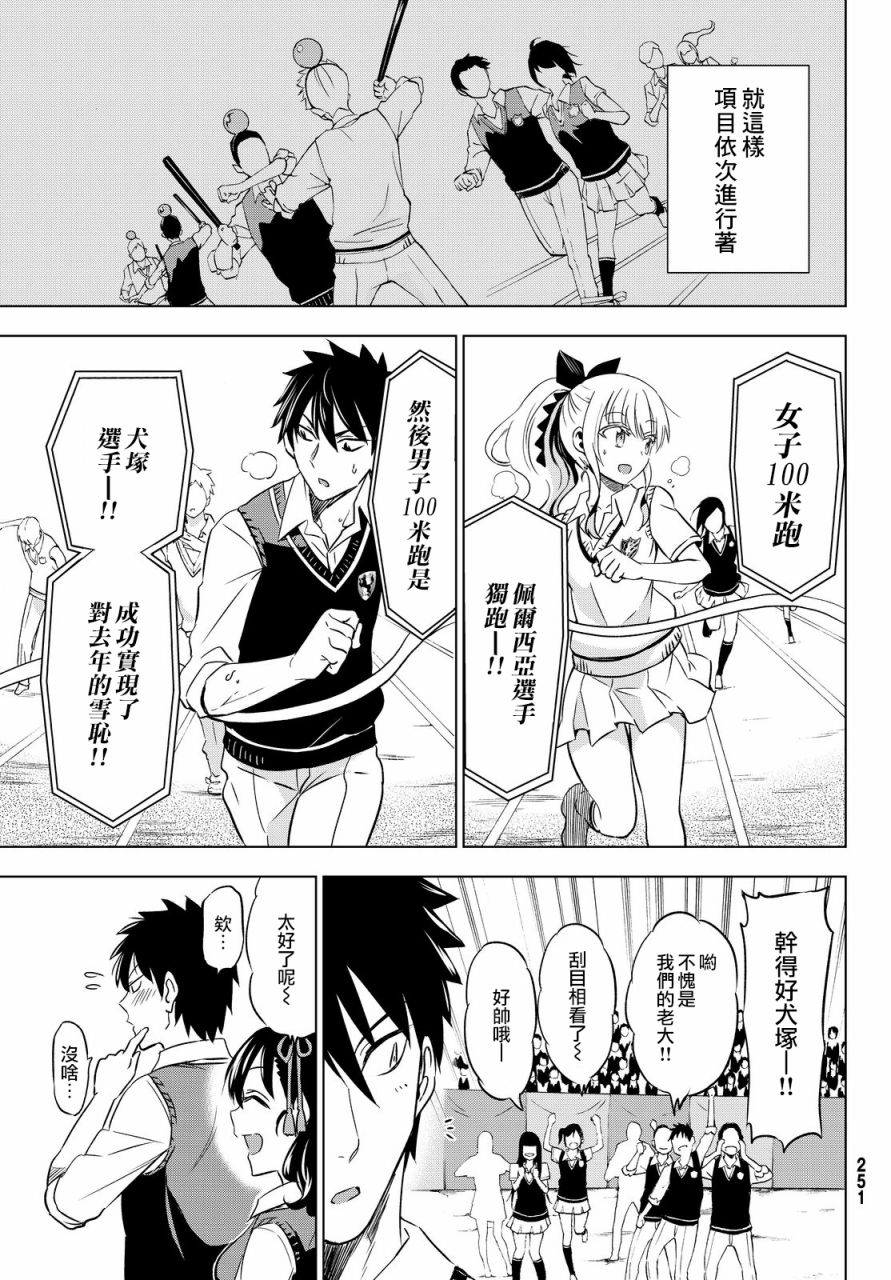 就這樣
項目依次進行著
女子100米跑
佩爾西亞選手
獨跑ー!!
然後男子100米跑是
犬塚
選手ー!!
成功實現了
對去年的雪恥!!
幹得好犬塚ー!!
喲
不愧是
我們的老大!!
刮目相看了～
好帥哦ー
太好了呢～
欸…
沒啥…
251